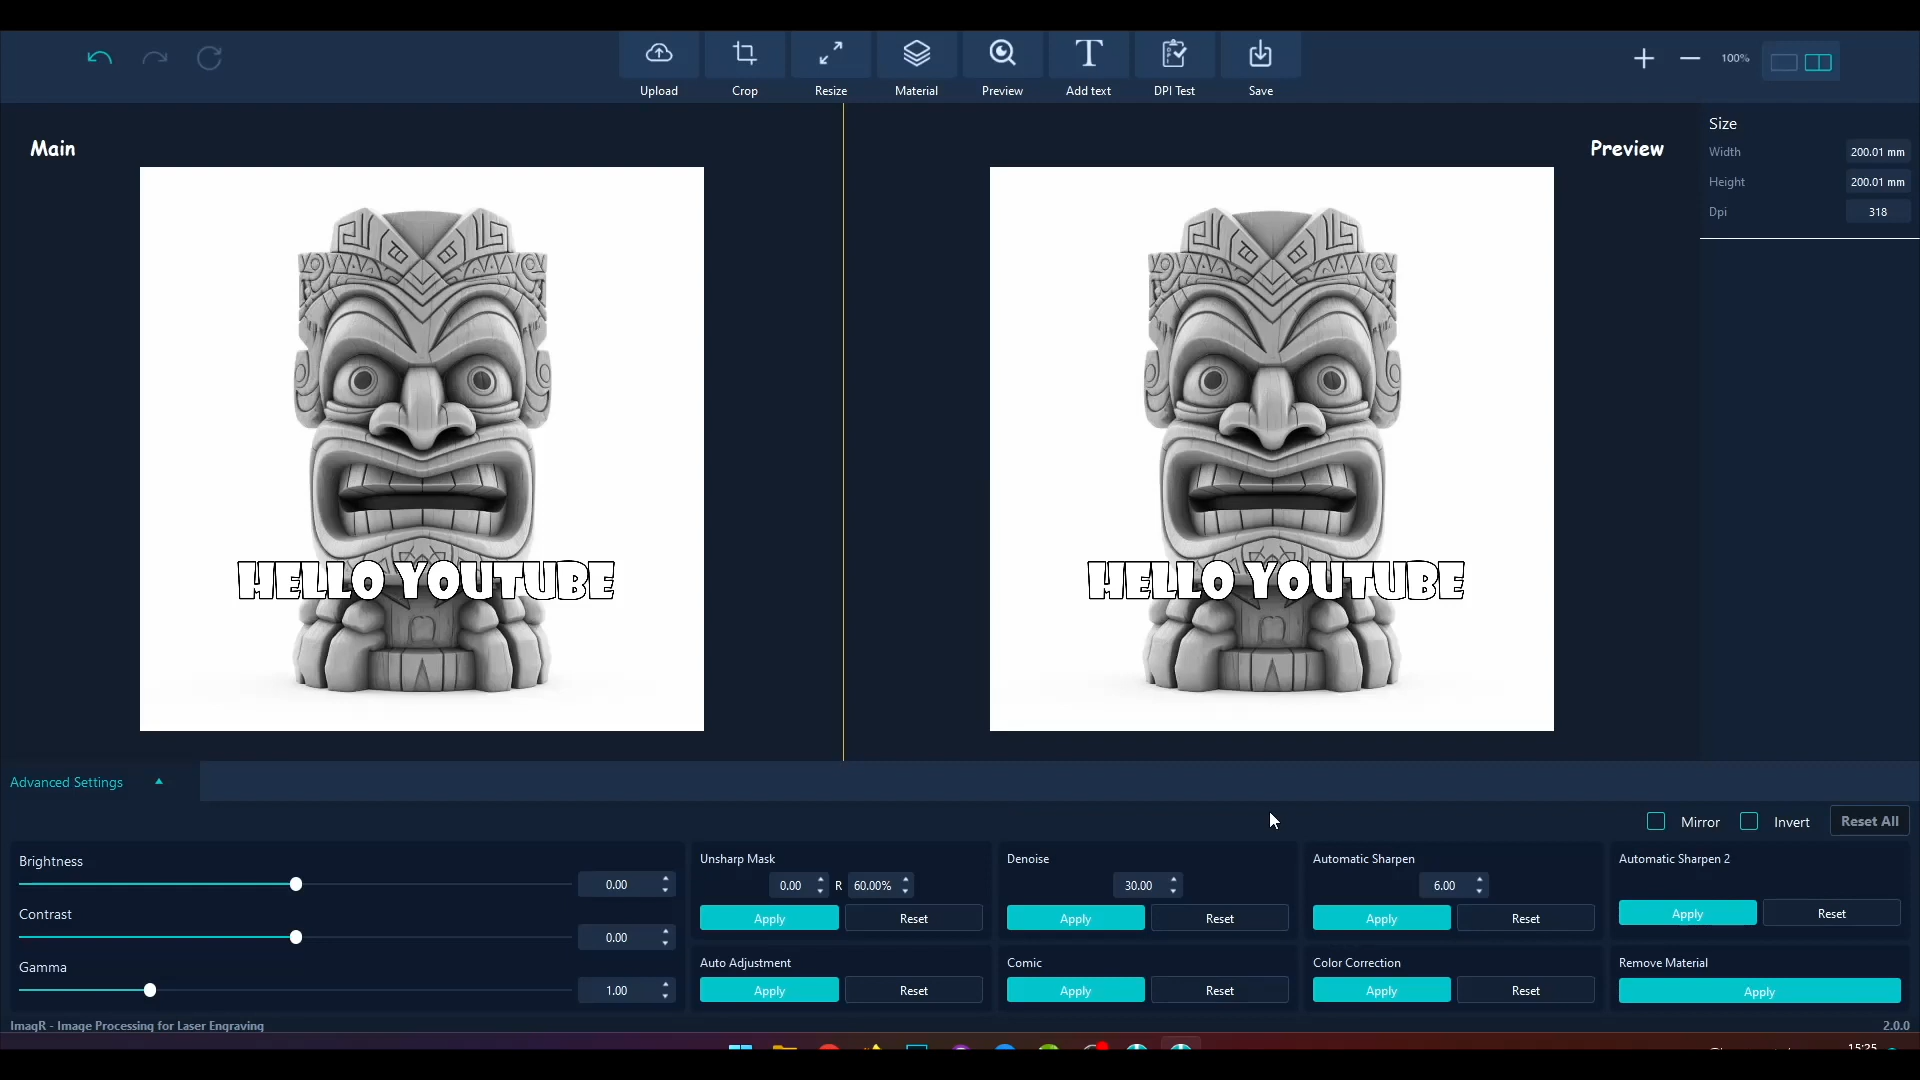 Upload
Crop
Resize
Material
Preview
Add text
DPI Test
Save
100%
Main
Preview
Size
Width 200.01 mm
Height 200.01 mm
Dpi 318
HELLO YOUTUBE
HELLO YOUTUBE
Advanced Settings
Mirror
Invert
Reset All
Brightness
0.00
Contrast
0.00
Gamma
1.00
Unsharp Mask
0.00 R 60.00%
Apply Reset
Denoise
30.00
Apply Reset
Automatic Sharpen
6.00
Apply Reset
Automatic Sharpen 2
Apply Reset
Auto Adjustment
Apply Reset
Comic
Apply Reset
Color Correction
Apply Reset
Remove Material
Apply
ImagR - Image Processing for Laser Engraving
2.0.0
15:25